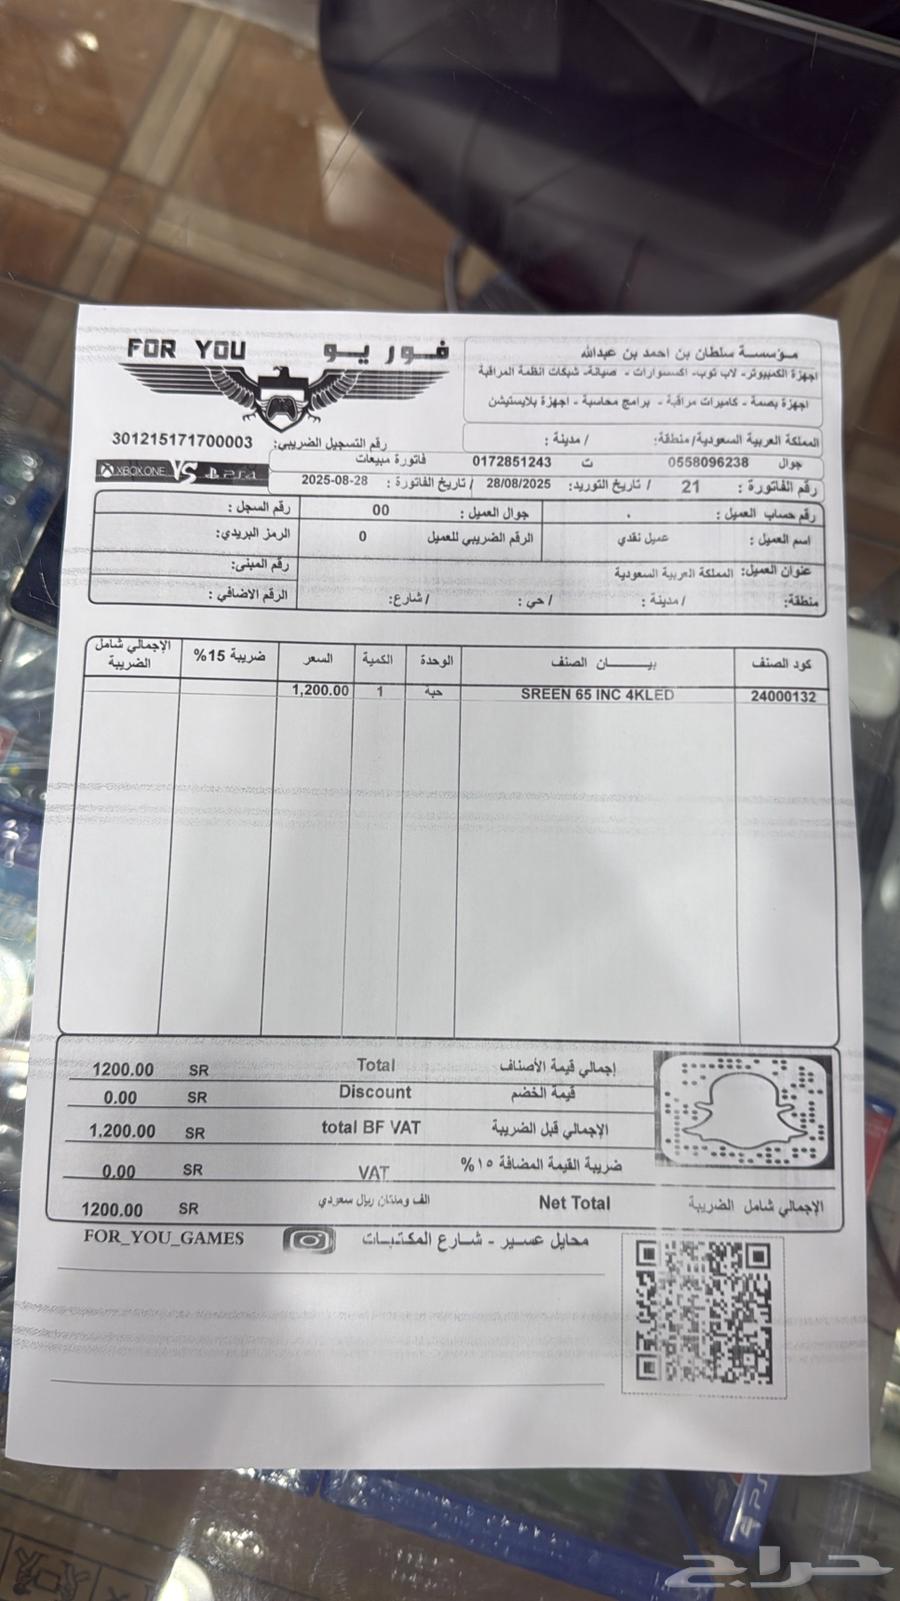 FOR YOU فور يو
مؤسسة سلطان بن احمد بن عبدالله
اجهزة الكمبيوتر- لاب توب- اكسسوارات - صيانة- شبكات انظمة المراقبة
اجهزة بصمة - كاميرات مراقبة - برامج محاسبة - اجهزة بلايستيشن
المملكة العربية السعودية/منطقة: / مدينة :
رقم التسجيل الضريبي: 301215171700003
جوال 0558096238 ت 0172851243 فاتورة مبيعات
XBOX ONE VS PS4
رقم الفاتورة : 21 / تاريخ التوريد: 28/08/2025 / تاريخ الفاتورة : 2025-08-28
رقم حساب العميل : . جوال العميل : 00 رقم السجل :
اسم العميل : عميل نقدي الرقم الضريبي للعميل 0 الرمز البريدي:
عنوان العميل: المملكة العربية السعودية رقم المبنى:
منطقة: / مدينة : / حي : / شارع: الرقم الاضافي :
كود الصنف بيـــــان الصنف الوحدة الكمية السعر ضريبة 15% الإجمالي شامل الضريبة
24000132 SREEN 65 INC 4KLED حبة 1 1,200.00
إجمالي قيمة الأصناف Total SR 1200.00
قيمة الخصم Discount SR 0.00
الإجمالي قبل الضريبة total BF VAT SR 1,200.00
ضريبة القيمة المضافة ١٥% VAT SR 0.00
الإجمالي شامل الضريبة Net Total الف ومائتان ريال سعودي SR 1200.00
محايل عسير - شارع المكتبات FOR_YOU_GAMES
حراج